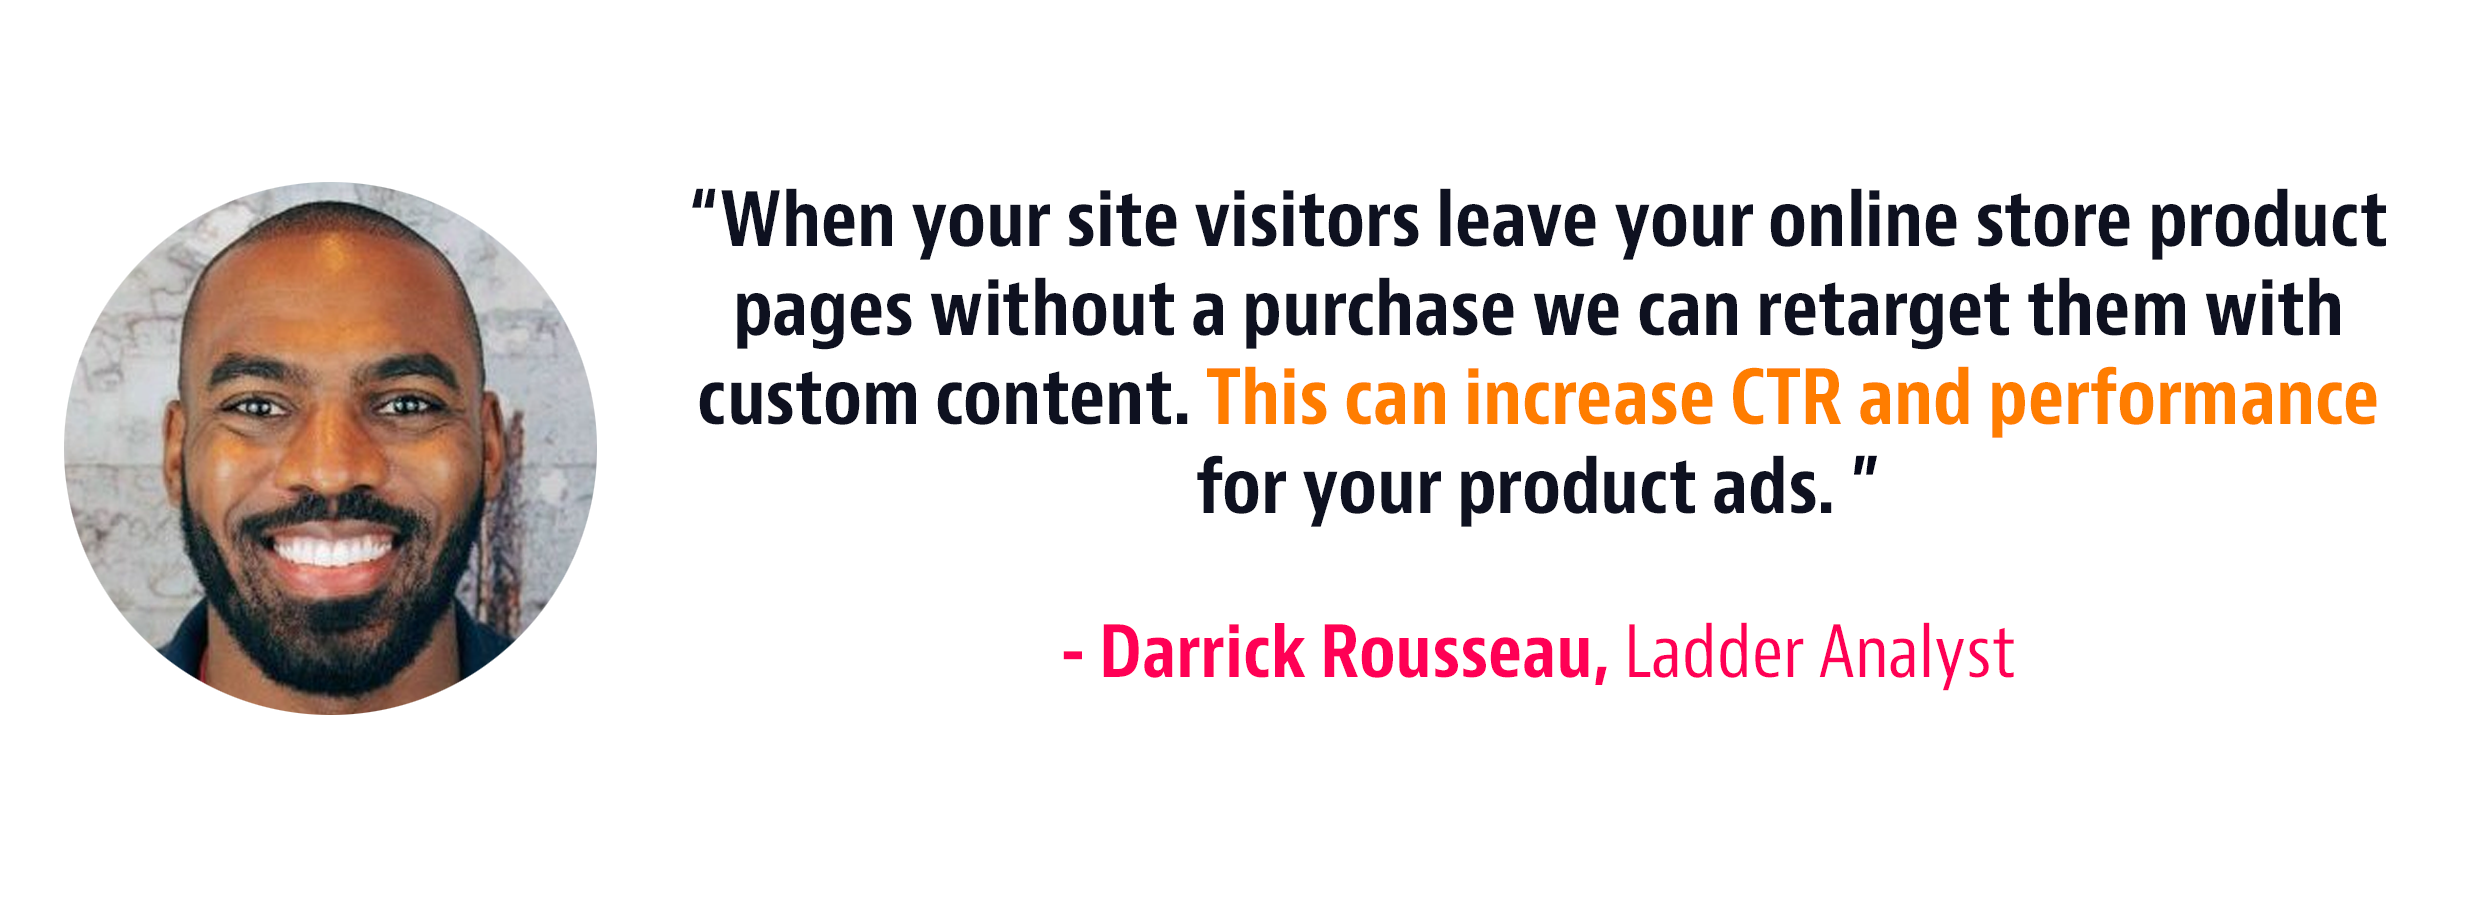 “When your site visitors leave your online store product
pages without a purchase we can retarget them with
custom content. This can increase CTR and performance
for your product ads. ”
- Darrick Rousseau, Ladder Analyst